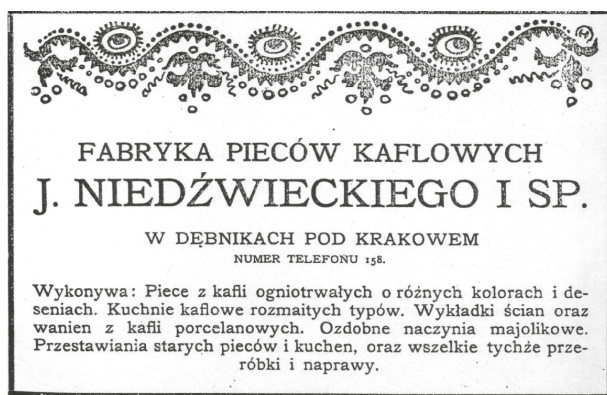 FABRYKA PIECÓW KAFLOWYCH
J. NIEDŹWIECKIEGO I SP.
W DĘBNIKACH POD KRAKOWEM
NUMER TELEFONU 158.
Wykonywa: Piece z kafli ogniotrwałych o różnych kolorach i de-
seniach. Kuchnie kaflowe rozmaitych typów. Wykładki ścian oraz
wanien z kafli porcelanowych. Ozdobne naczynia majolikowe.
Przestawiania starych pieców i kuchen, oraz wszelkie tychże prze-
róbki i naprawy.